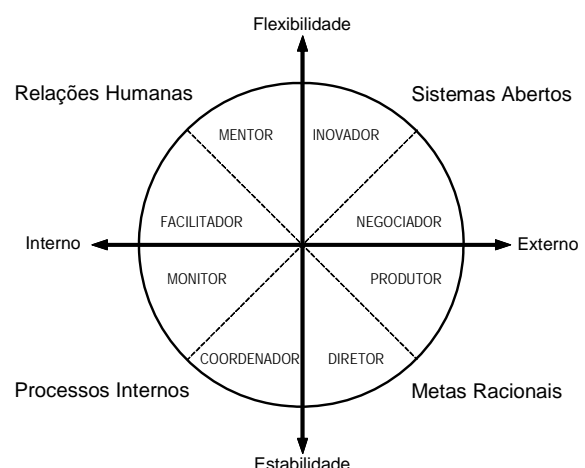 Flexibilidade
Relações Humanas
Sistemas Abertos
MENTOR
INOVADOR
FACILITADOR
NEGOCIADOR
Interno
Externo
MONITOR
PRODUTOR
COORDENADOR
DIRETOR
Processos Internos
Metas Racionais
Estabilidade